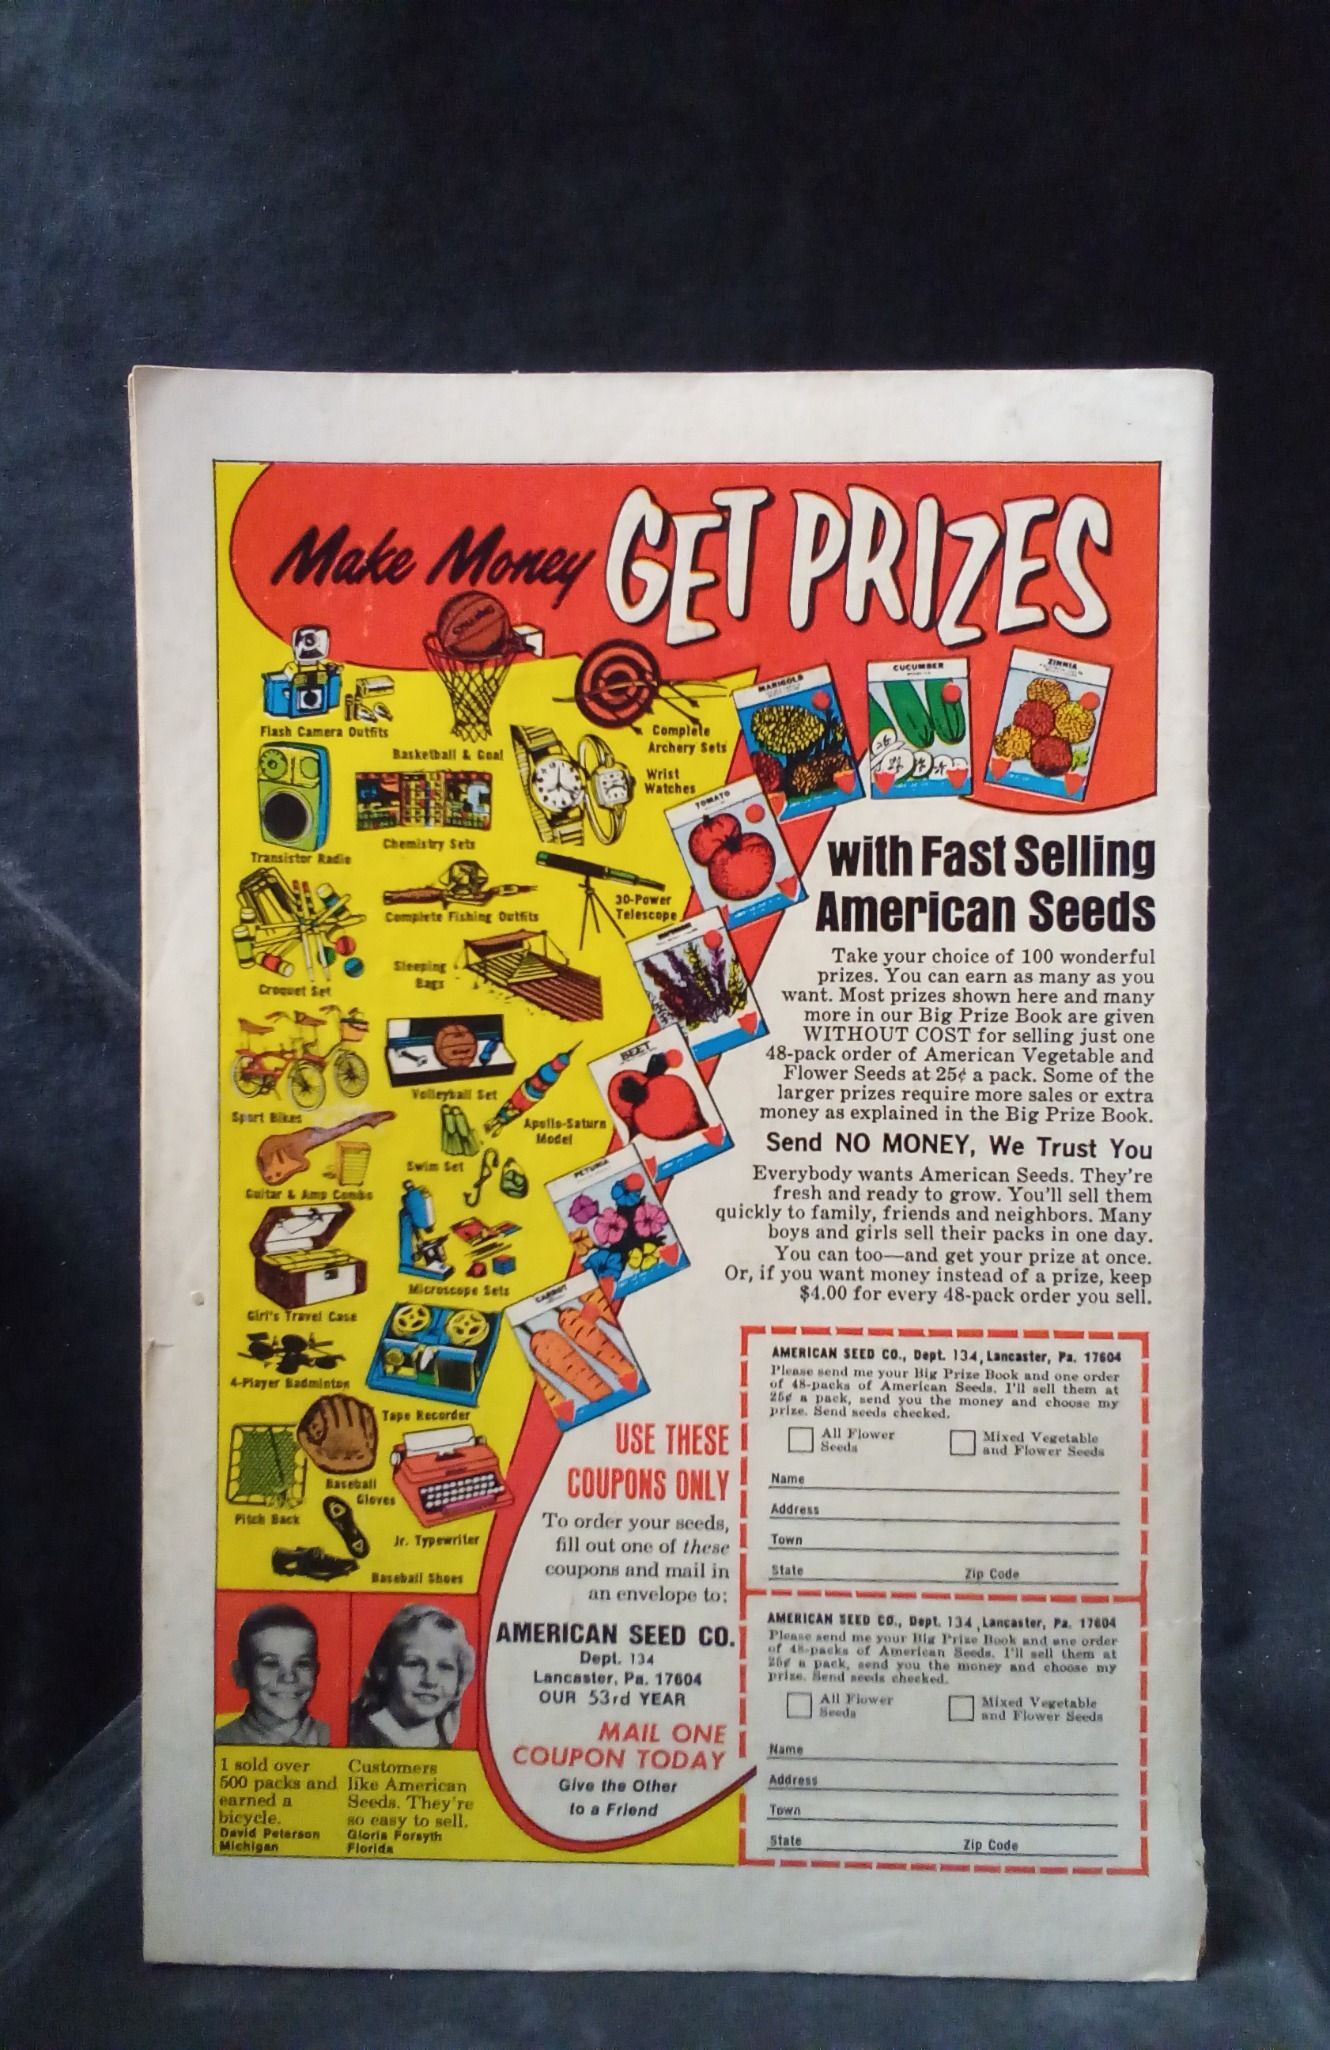 Make Money GET PRIZES
Flash Camera Outfits
Basketball & Goal
Complete
Archery Sets
Wrist
Watches
Transistor Radio
Chemistry Sets
Complete Fishing Outfits
30-Power
Telescope
Croquet Set
Sleeping
Bags
Sport Bikes
Volleyball Set
Apollo-Saturn
Model
Swim Set
Guitar & Amp Combo
Microscope Sets
Girl's Travel Case
4-Player Badminton
Tape Recorder
Baseball
Gloves
Pitch Back
Jr. Typewriter
Baseball Shoes
MARIGOLD
CUCUMBER
ZINNIA
TOMATO
BEET
PETUNIA
CARROT
with Fast Selling
American Seeds
Take your choice of 100 wonderful
prizes. You can earn as many as you
want. Most prizes shown here and many
more in our Big Prize Book are given
WITHOUT COST for selling just one
48-pack order of American Vegetable and
Flower Seeds at 25¢ a pack. Some of the
larger prizes require more sales or extra
money as explained in the Big Prize Book.
Send NO MONEY, We Trust You
Everybody wants American Seeds. They're
fresh and ready to grow. You'll sell them
quickly to family, friends and neighbors. Many
boys and girls sell their packs in one day.
You can too—and get your prize at once.
Or, if you want money instead of a prize, keep
$4.00 for every 48-pack order you sell.
USE THESE
COUPONS ONLY
To order your seeds,
fill out one of these
coupons and mail in
an envelope to:
AMERICAN SEED CO.
Dept. 134
Lancaster, Pa. 17604
OUR 53rd YEAR
MAIL ONE
COUPON TODAY
Give the Other
to a Friend
AMERICAN SEED CO., Dept. 134, Lancaster, Pa. 17604
Please send me your Big Prize Book and one order
of 48-packs of American Seeds. I'll sell them at
25¢ a pack, send you the money and choose my
prize. Send seeds checked.
All Flower
Seeds
Mixed Vegetable
and Flower Seeds
Name
Address
Town
State Zip Code
AMERICAN SEED CO., Dept. 134, Lancaster, Pa. 17604
Please send me your Big Prize Book and one order
of 48-packs of American Seeds. I'll sell them at
25¢ a pack, send you the money and choose my
prize. Send seeds checked.
All Flower
Seeds
Mixed Vegetable
and Flower Seeds
Name
Address
Town
State Zip Code
I sold over
500 packs and
earned a
bicycle.
David Peterson
Michigan
Customers
like American
Seeds. They're
so easy to sell.
Gloria Forsyth
Florida